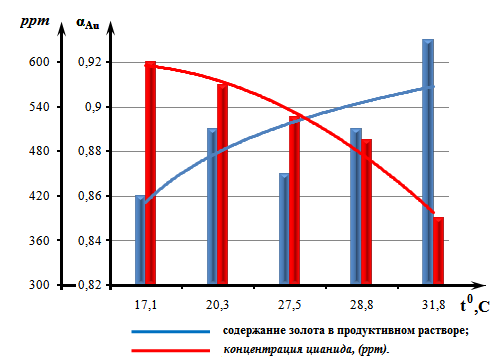 ppm αAu
600 0,92
540 0,9
480 0,88
420 0,86
360 0,84
300 0,82
17,1 20,3 27,5 28,8 31,8 t⁰,C
содержание золота в продуктивном растворе;
концентрация цианида, (ppm).